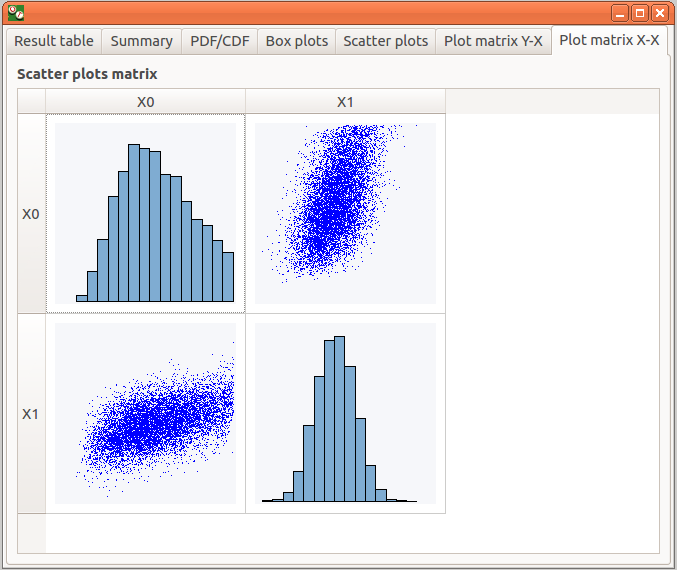 Result table Summary PDF/CDF Box plots Scatter plots Plot matrix Y-X Plot matrix X-X
Scatter plots matrix
X0 X1
X0
X1